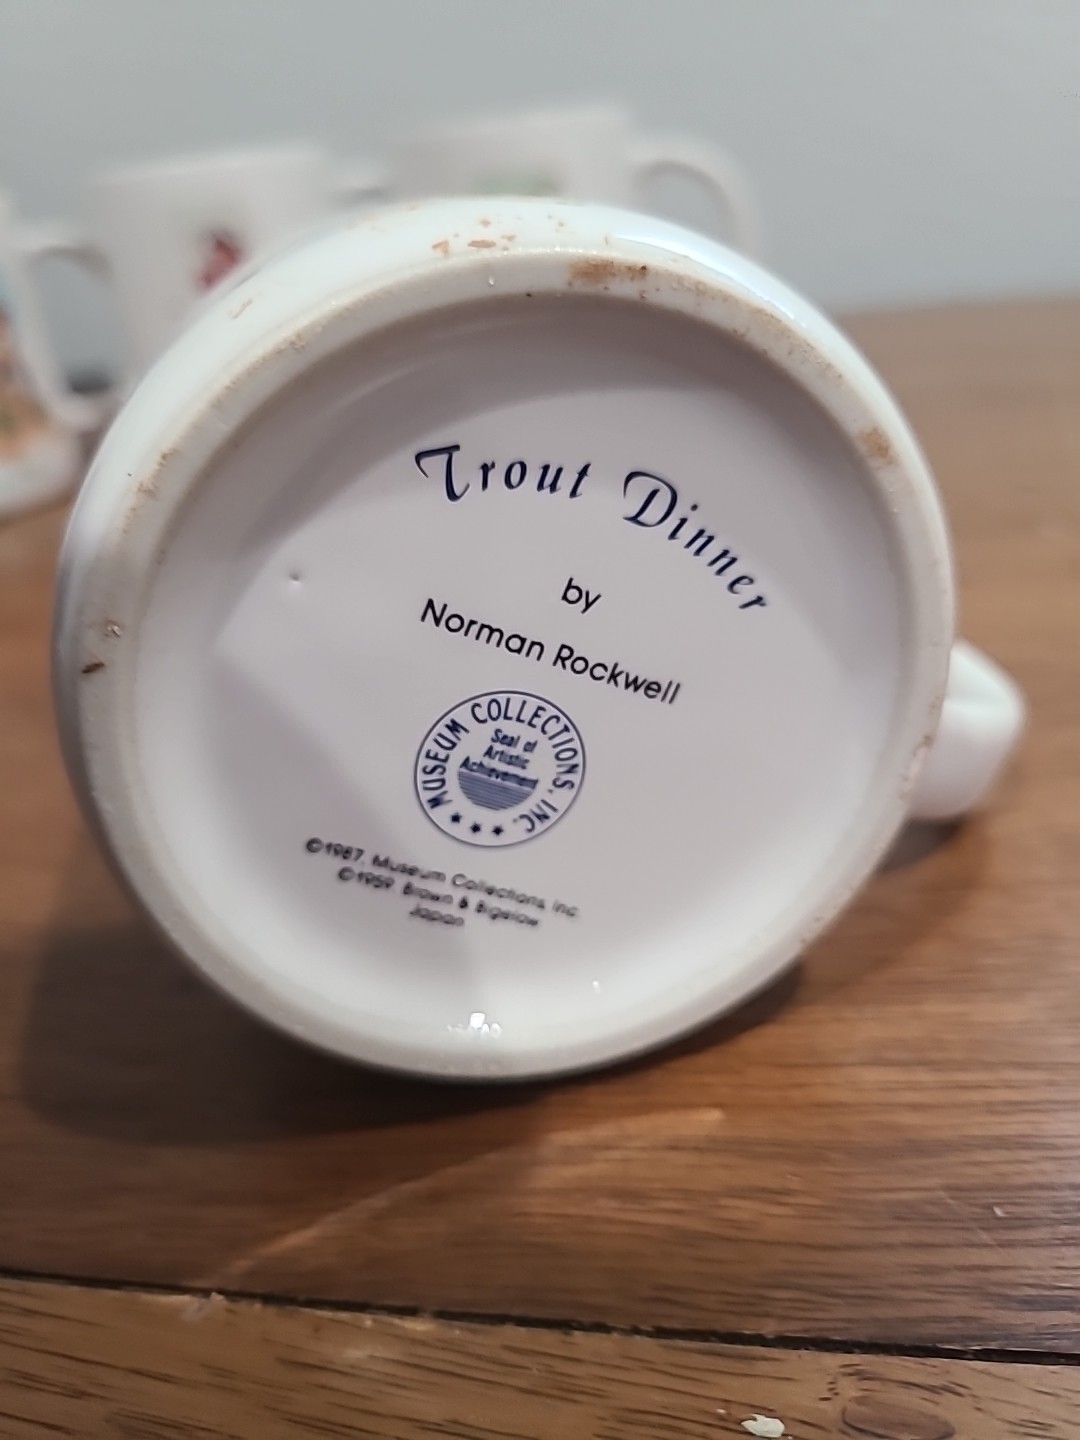 Trout Dinner
by
Norman Rockwell
MUSEUM COLLECTIONS, INC.
Seal of
Artistic
Achievement
©1987, Museum Collections, Inc.
©1959, Brown & Bigelow
Japan